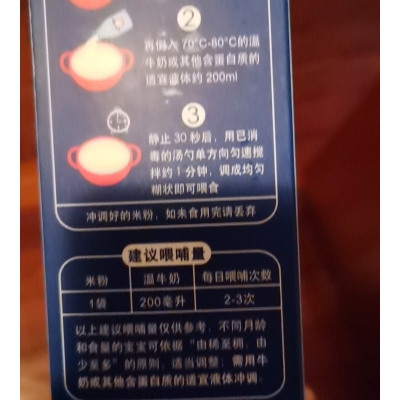 2
再倒入70°C-80°C的温
牛奶或其他含蛋白质的
适宜液体约200ml
3
静止30秒后，用已消
毒的汤勺单方向匀速搅
拌约1分钟，调成均匀
糊状即可喂食
冲调好的米粉，如未食用完请丢弃
建议喂哺量
米粉 温牛奶 每日喂哺次数
1袋 200毫升 2-3次
以上建议喂哺量仅供参考，不同月龄
和食量的宝宝可依据“由稀至稠，由
少至多”的原则，适当调整；需用牛
奶或其他含蛋白质的适宜液体冲调。